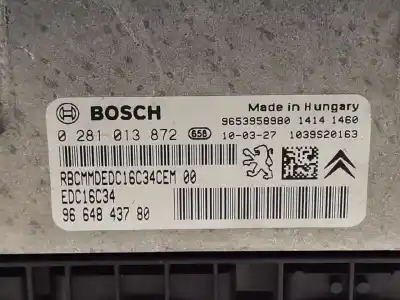 BOSCH
Made in Hungary
9653958980 1414 1460
0 281 013 872 658 10-03-27 1039S20163
RBCMMDEDC16C34CEM 00
EDC16C34
96 648 437 80